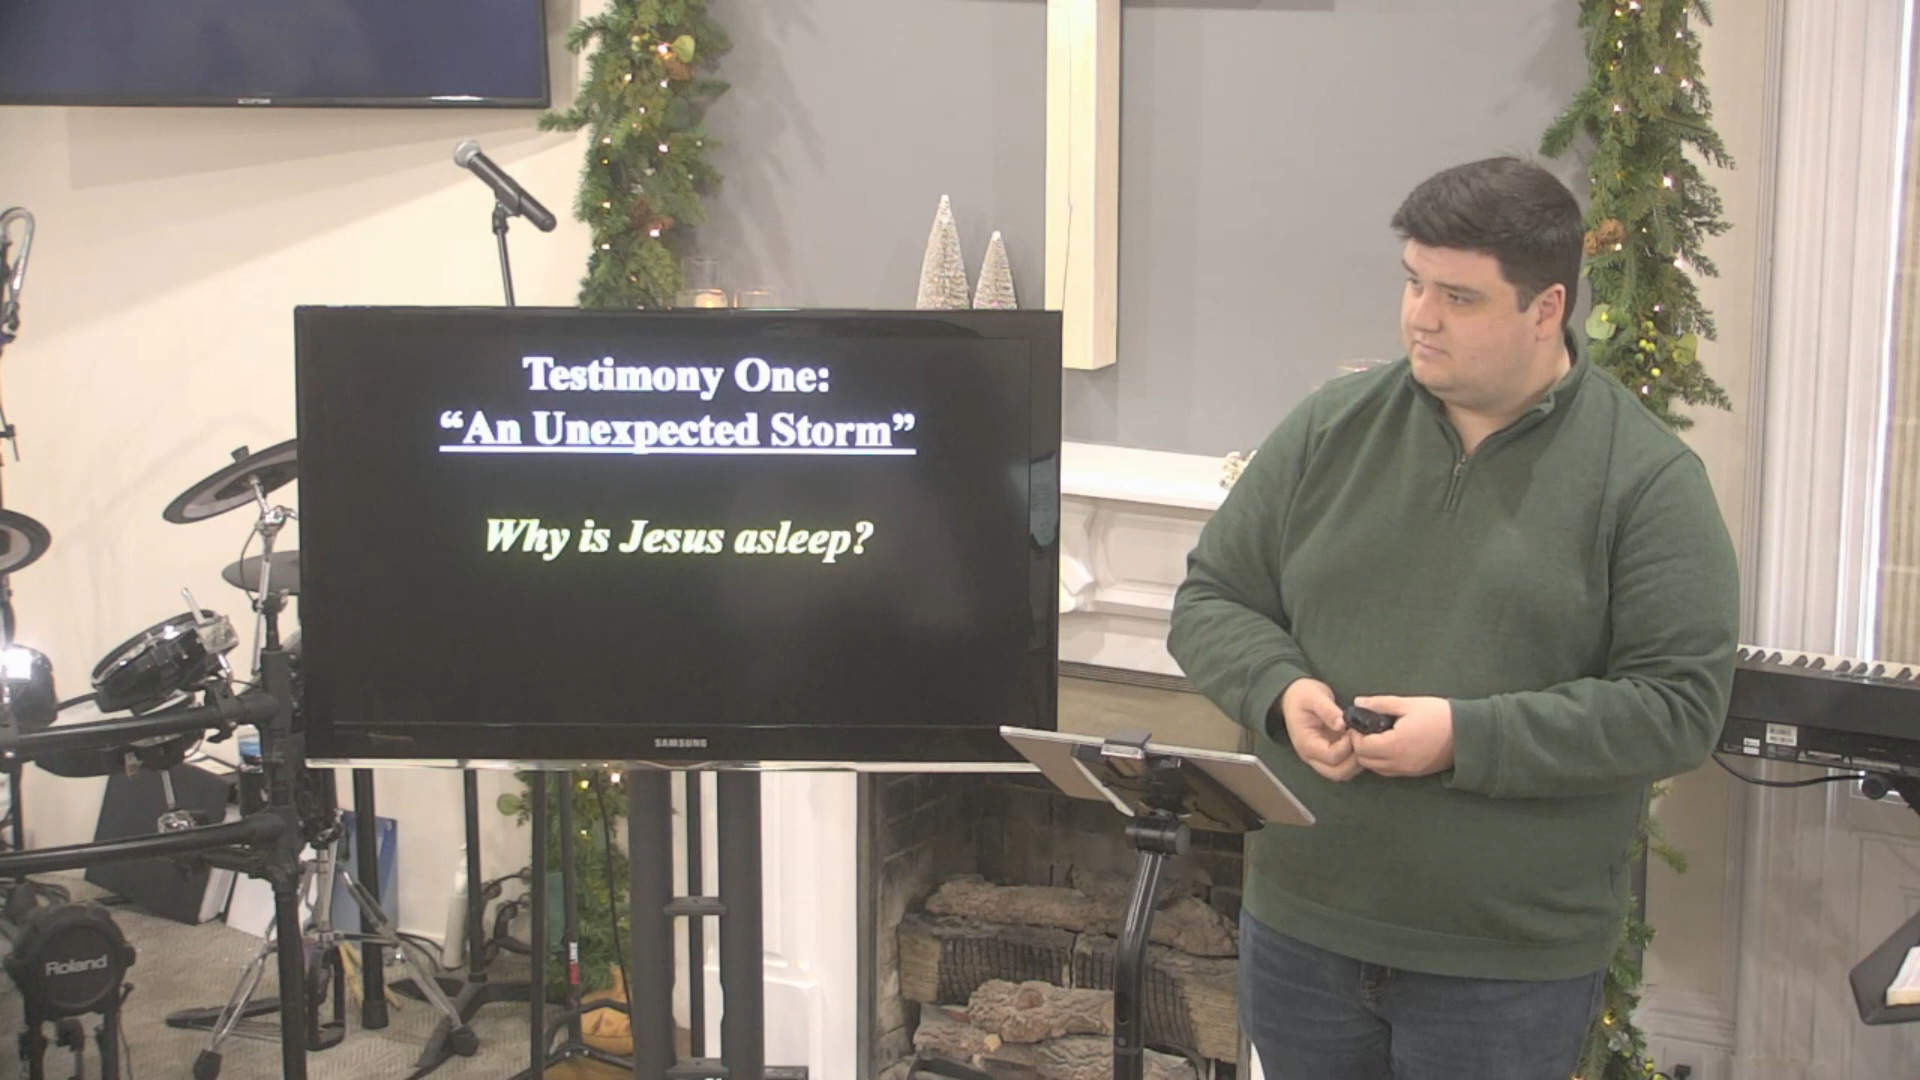 Testimony One:
“An Unexpected Storm”
Why is Jesus asleep?
SAMSUNG
Roland